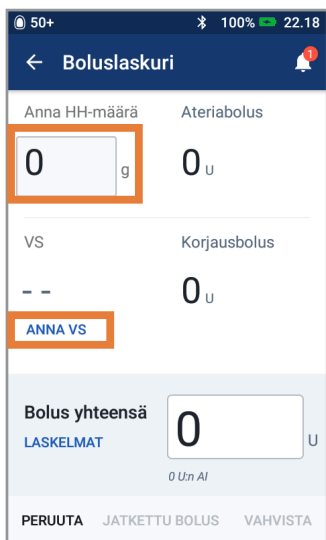 50+ 100% 22.18
Boluslaskuri 1
Anna HH-määrä Ateriabolus
0 g 0 U
VS Korjausbolus
-- 0 U
ANNA VS
Bolus yhteensä
LASKELMAT 0 U
0 U:n AI
PERUUTA JATKETTU BOLUS VAHVISTA